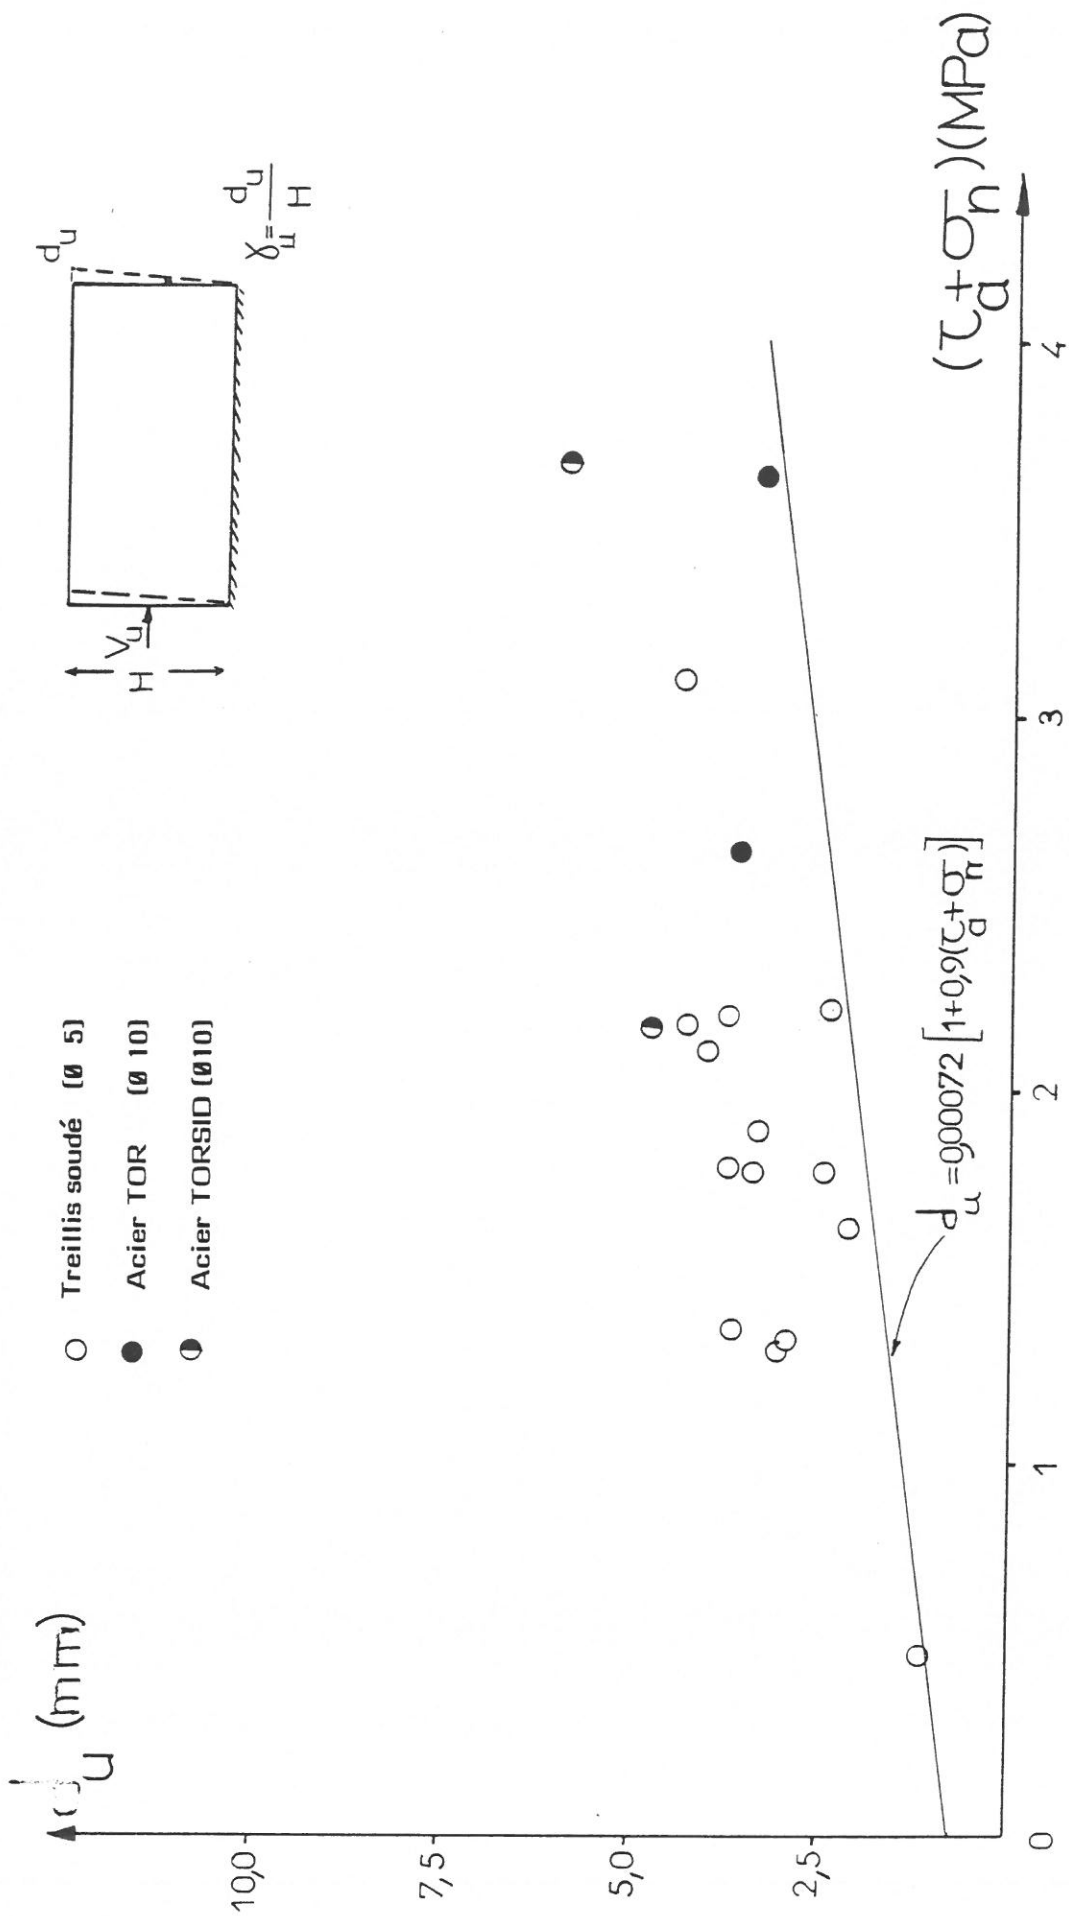 d_u (mm)
10,0
7,5
5,0
2,5
0
1
2
3
4
(τ_a+σ_n)(MPa)
○ Treillis soudé (Ø 5)
● Acier TOR (Ø 10)
◐ Acier TORSID (Ø10)
H
V_u
d_u
γ_u=d_u/H
d_u=0,00072[1+0,9(τ_a+σ_n)]